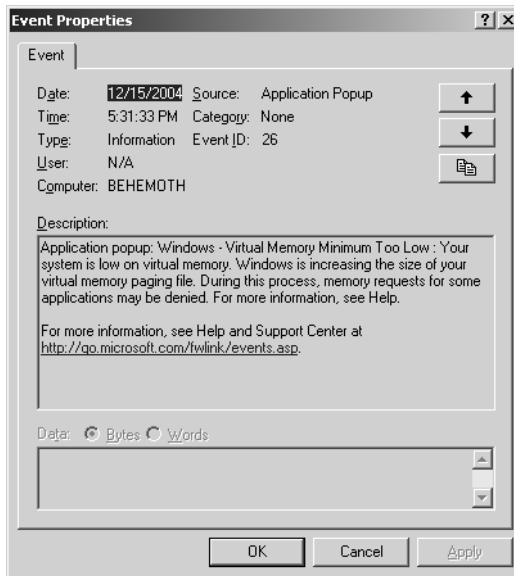 Event Properties
Event
Date: 12/15/2004 Source: Application Popup
Time: 5:31:33 PM Category: None
Type: Information Event ID: 26
User: N/A
Computer: BEHEMOTH
Description:
Application popup: Windows - Virtual Memory Minimum Too Low : Your
system is low on virtual memory. Windows is increasing the size of your
virtual memory paging file. During this process, memory requests for some
applications may be denied. For more information, see Help.
For more information, see Help and Support Center at
http://go.microsoft.com/fwlink/events.asp.
Data: Bytes Words
OK Cancel Apply